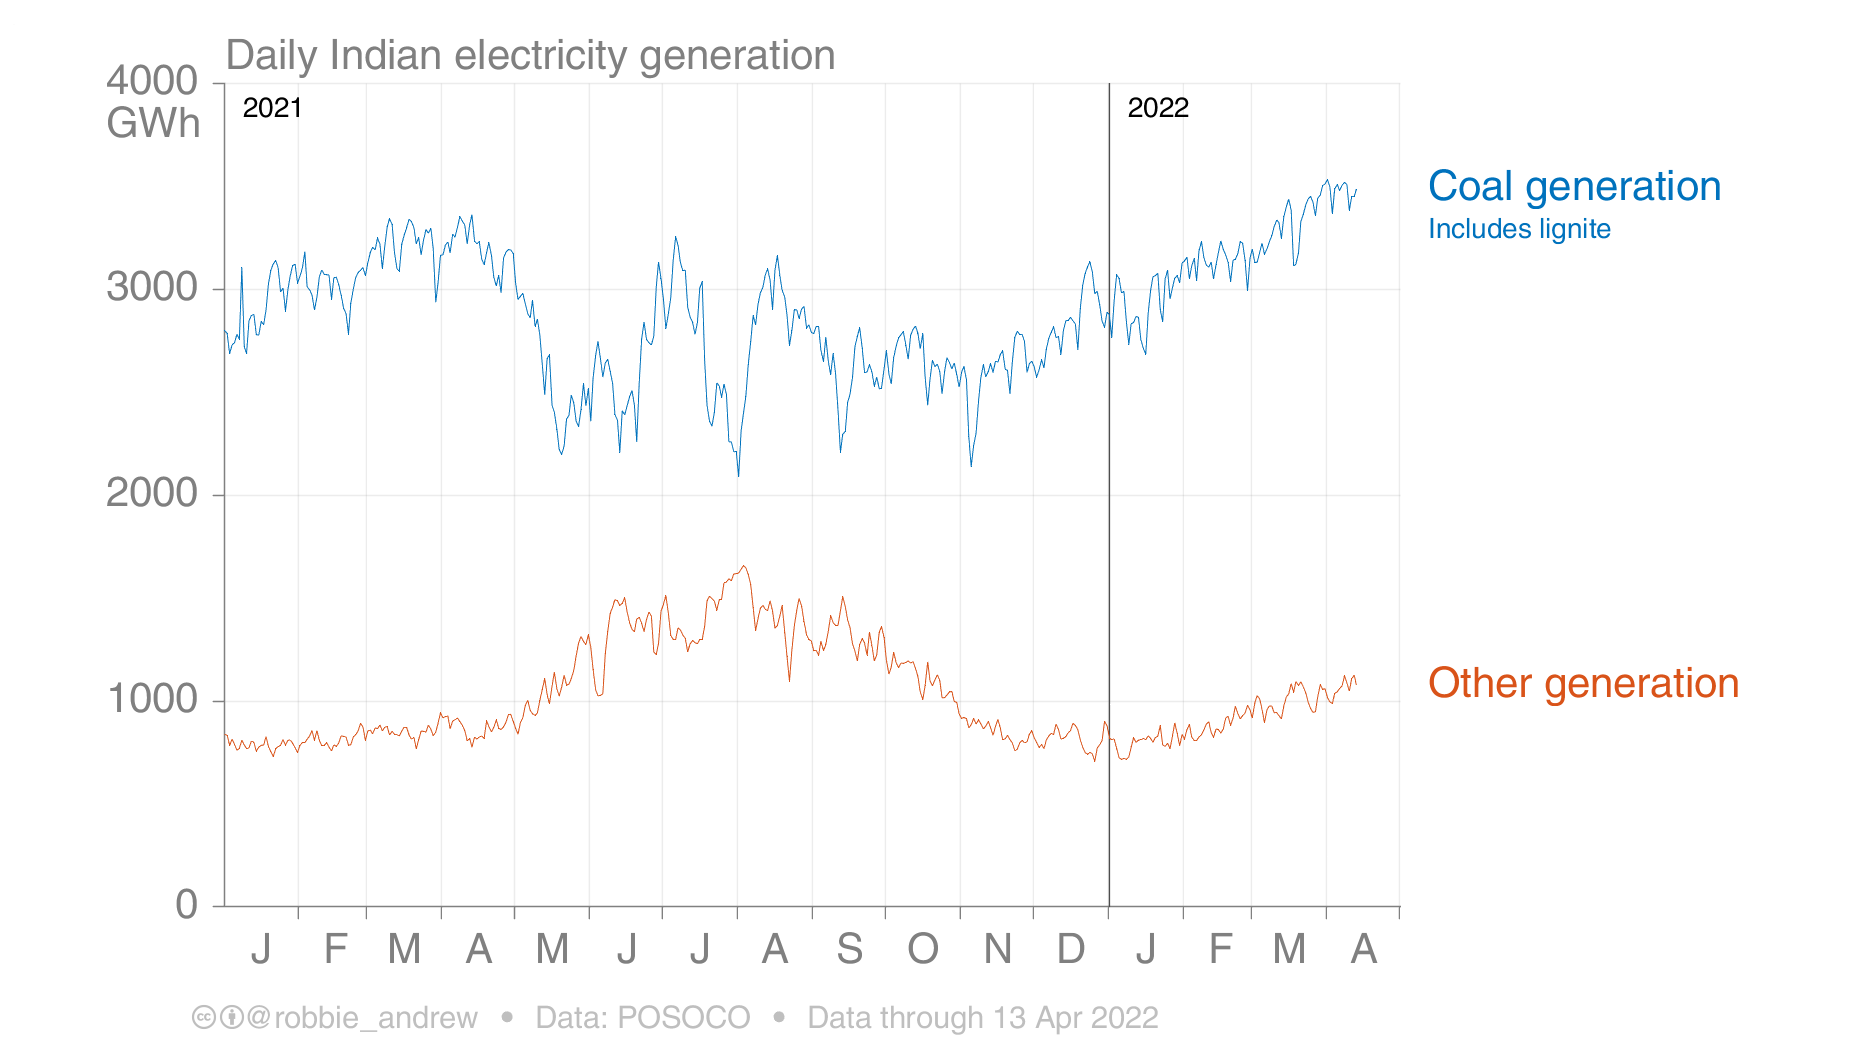 Daily Indian electricity generation
4000
GWh
2021
2022
Coal generation
Includes lignite
3000
2000
Other generation
1000
0
J F M A M J J A S O N D J F M A
cc @robbie_andrew • Data: POSOCO • Data through 13 Apr 2022